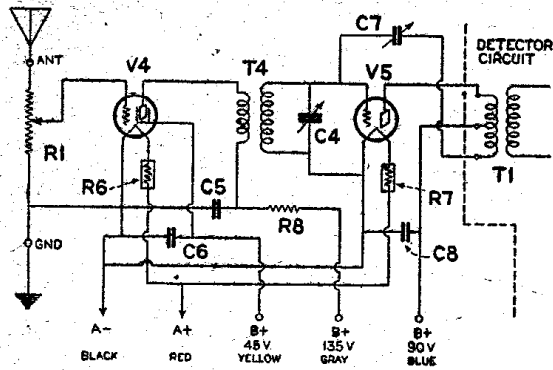 C7
DETECTOR
CIRCUIT
ANT
V4
T4
V5
C4
R1
T1
R6
C5
R7
R8
GND
C6
C8
A-
A+
B+
B+
B+
45 V.
135 V.
90 V.
BLACK
RED
YELLOW
GRAY
BLUE